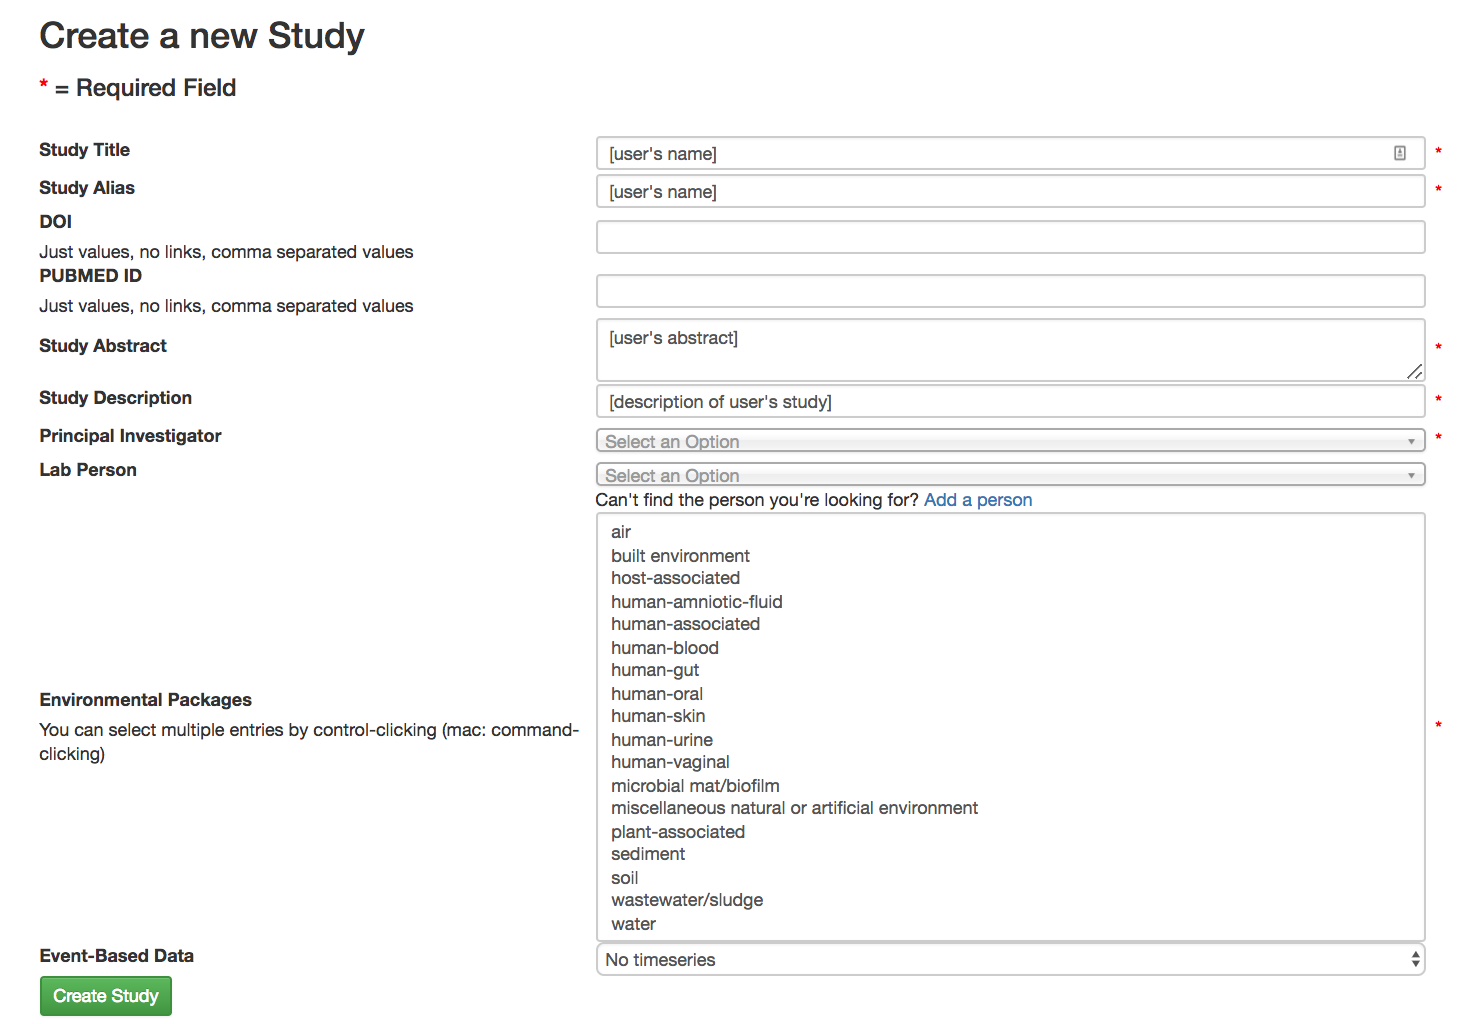 Create a new Study
* = Required Field
Study Title
[user's name]
*
Study Alias
[user's name]
*
DOI
Just values, no links, comma separated values
PUBMED ID
Just values, no links, comma separated values
Study Abstract
[user's abstract]
*
Study Description
[description of user's study]
*
Principal Investigator
Select an Option
*
Lab Person
Select an Option
Can't find the person you're looking for? Add a person
Environmental Packages
You can select multiple entries by control-clicking (mac: command-
clicking)
air
built environment
host-associated
human-amniotic-fluid
human-associated
human-blood
human-gut
human-oral
human-skin
human-urine
human-vaginal
microbial mat/biofilm
miscellaneous natural or artificial environment
plant-associated
sediment
soil
wastewater/sludge
water
*
Event-Based Data
No timeseries
Create Study